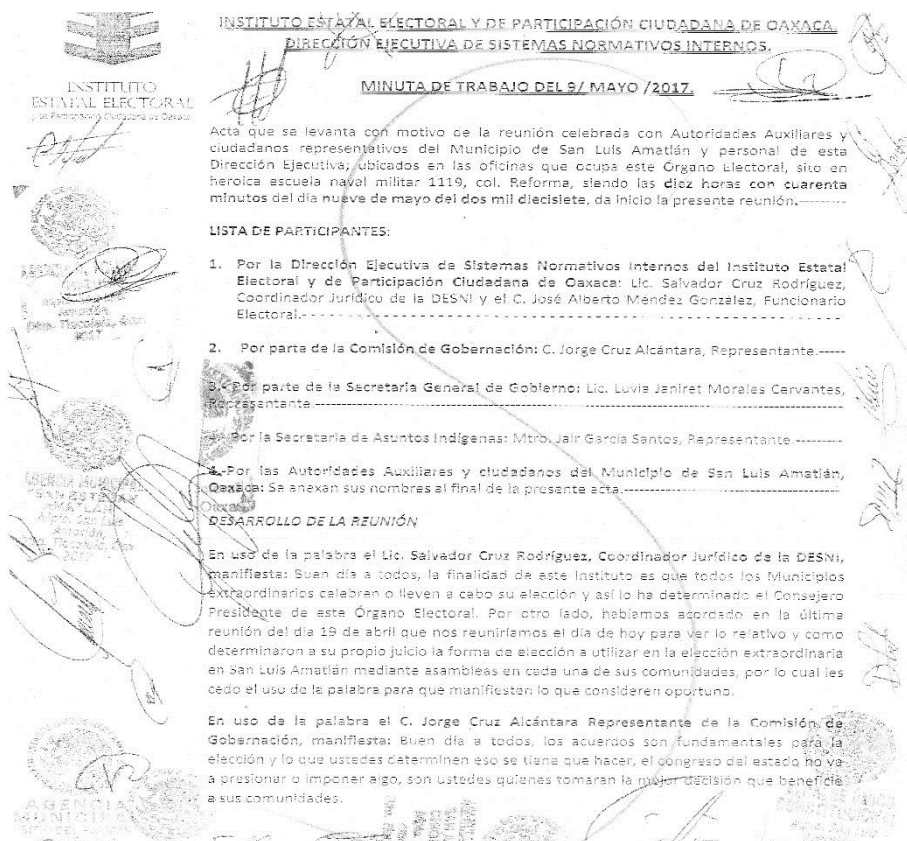 INSTITUTO ESTATAL ELECTORAL Y DE PARTICIPACIÓN CIUDADANA DE OAXACA
DIRECCIÓN EJECUTIVA DE SISTEMAS NORMATIVOS INTERNOS.
INSTITUTO
ESTATAL ELECTORAL
y de Participación Ciudadana de Oaxaca
MINUTA DE TRABAJO DEL 9/ MAYO /2017.
Acta que se levanta con motivo de la reunión celebrada con Autoridades Auxiliares y
ciudadanos representativos del Municipio de San Luis Amatlán y personal de esta
Dirección Ejecutiva; ubicados en las oficinas que ocupa este Órgano Electoral, sito en
heroica escuela naval militar 1119, col. Reforma, siendo las diez horas con cuarenta
minutos del día nueve de mayo del dos mil diecisiete, da inicio la presente reunión.---------
LISTA DE PARTICIPANTES:
1. Por la Dirección Ejecutiva de Sistemas Normativos Internos del Instituto Estatal
Electoral y de Participación Ciudadana de Oaxaca: Lic. Salvador Cruz Rodríguez,
Coordinador Jurídico de la DESNI y el C. José Alberto Méndez González, Funcionario
Electoral.- - - - - - - - - - - - - - - - - - - - - - - - - - - - - - - - - - - - - - - -
2. Por parte de la Comisión de Gobernación: C. Jorge Cruz Alcántara, Representante.-----
3.- Por parte de la Secretaria General de Gobierno: Lic. Luvia Janiret Morales Cervantes,
Representante.------------------------------------------------------------
Por la Secretaria de Asuntos Indígenas: Mtro. Jair García Santos, Representante.---------
4.-Por las Autoridades Auxiliares y ciudadanos del Municipio de San Luis Amatlán,
Oaxaca: Se anexan sus nombres al final de la presente acta.------------------------------
DESARROLLO DE LA REUNIÓN
En uso de la palabra el Lic. Salvador Cruz Rodríguez, Coordinador Jurídico de la DESNI,
manifiesta: Buen día a todos, la finalidad de este Instituto es que todos los Municipios
extraordinarios celebren o lleven a cabo su elección y así lo ha determinado el Consejero
Presidente de este Órgano Electoral. Por otro lado, habíamos acordado en la última
reunión del día 19 de abril que nos reuniríamos el día de hoy para ver lo relativo y como
determinaron a su propio juicio la forma de elección a utilizar en la elección extraordinaria
en San Luis Amatlán mediante asambleas en cada una de sus comunidades, por lo cual les
cedo el uso de la palabra para que manifiesten lo que consideren oportuno.
En uso de la palabra el C. Jorge Cruz Alcántara Representante de la Comisión de
Gobernación, manifiesta: Buen día a todos, los acuerdos son fundamentales para la
elección y lo que ustedes determinen eso se tiene que hacer, el congreso del estado no va
a presionar o imponer algo, son ustedes quienes tomaran la mejor decisión que beneficie
a sus comunidades.
AGENCIA MUNICIPAL
SAN ESTEBAN
AMATLÁN
AGENCIA
MUNICIPAL